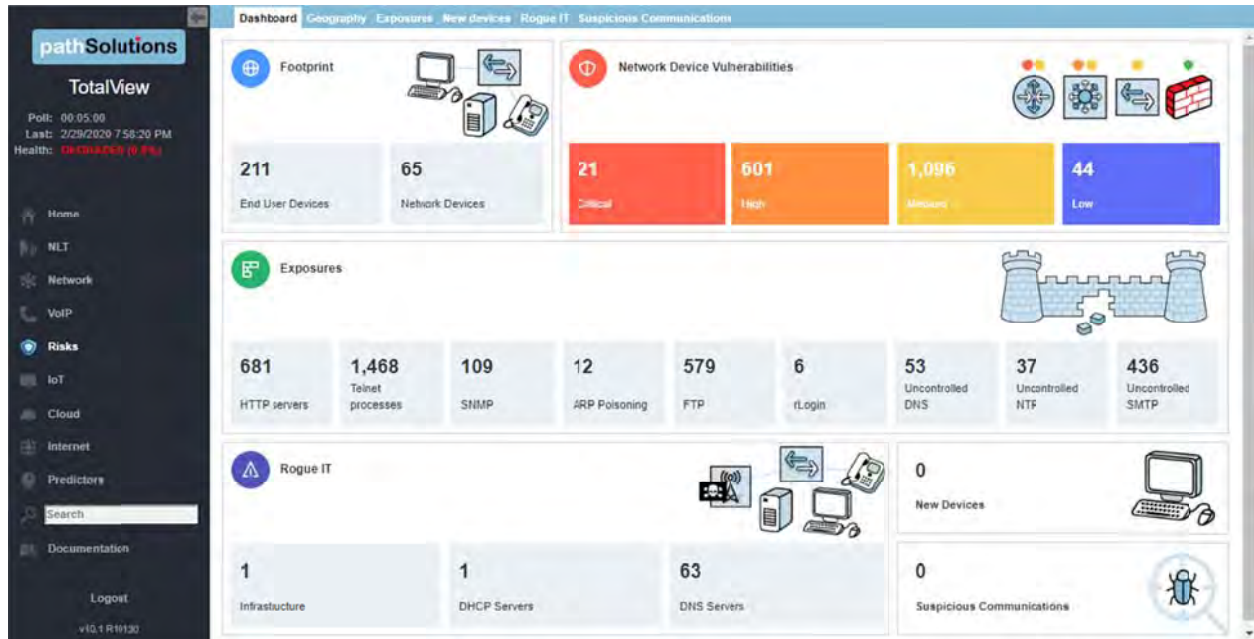 pathSolutions
TotalView
Poll: 00:05:00
Last: 2/29/2020 7:58:20 PM
Health:
Home
NLT
Network
VoIP
Risks
IoT
Cloud
Internet
Predictors
Search
Documentation
Logout
Dashboard Geography Exposures New devices Rogue IT Suspicious Communications
Footprint
211
End User Devices
65
Network Devices
Network Device Vulnerabilities
21
Critical
601
High
1,096
Medium
44
Low
Exposures
681
HTTP servers
1,468
Telnet
processes
109
SNMP
12
ARP Poisoning
579
FTP
6
rLogin
53
Uncontrolled
DNS
37
Uncontrolled
NTP
436
Uncontrolled
SMTP
Rogue IT
1
Infrastructure
1
DHCP Servers
63
DNS Servers
0
New Devices
0
Suspicious Communications